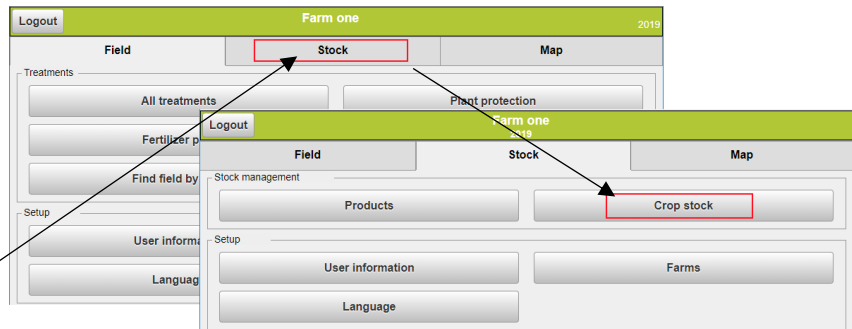 Logout
Farm one
2019
Field
Stock
Map
Treatments
All treatments
Plant protection
Fertilizer p
Find field by
Setup
User informa
Languag
Logout
Farm one
2019
Field
Stock
Map
Stock management
Products
Crop stock
Setup
User information
Farms
Language